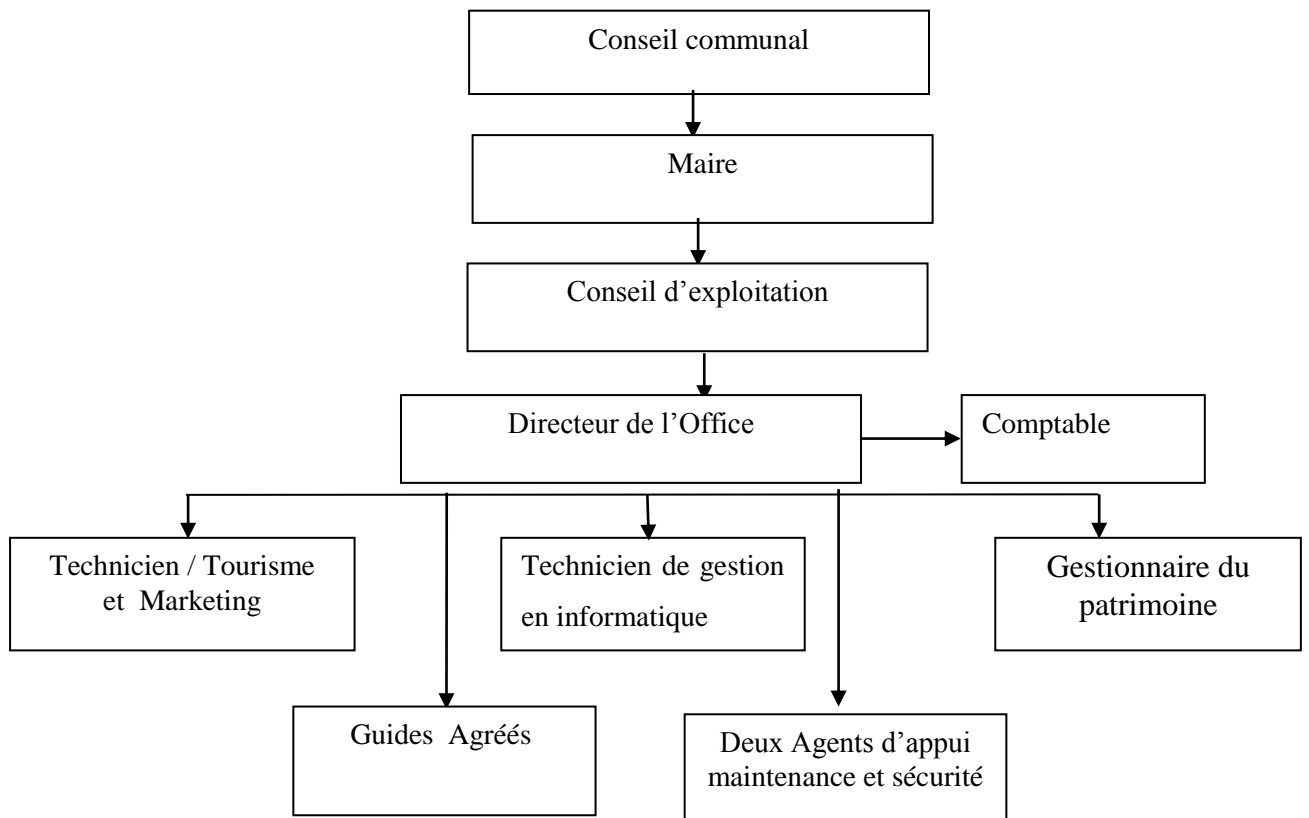 Conseil communal
Maire
Conseil d’exploitation
Directeur de l’Office
Comptable
Technicien / Tourisme
et Marketing
Technicien de gestion
en informatique
Gestionnaire du
patrimoine
Guides Agréés
Deux Agents d’appui
maintenance et sécurité